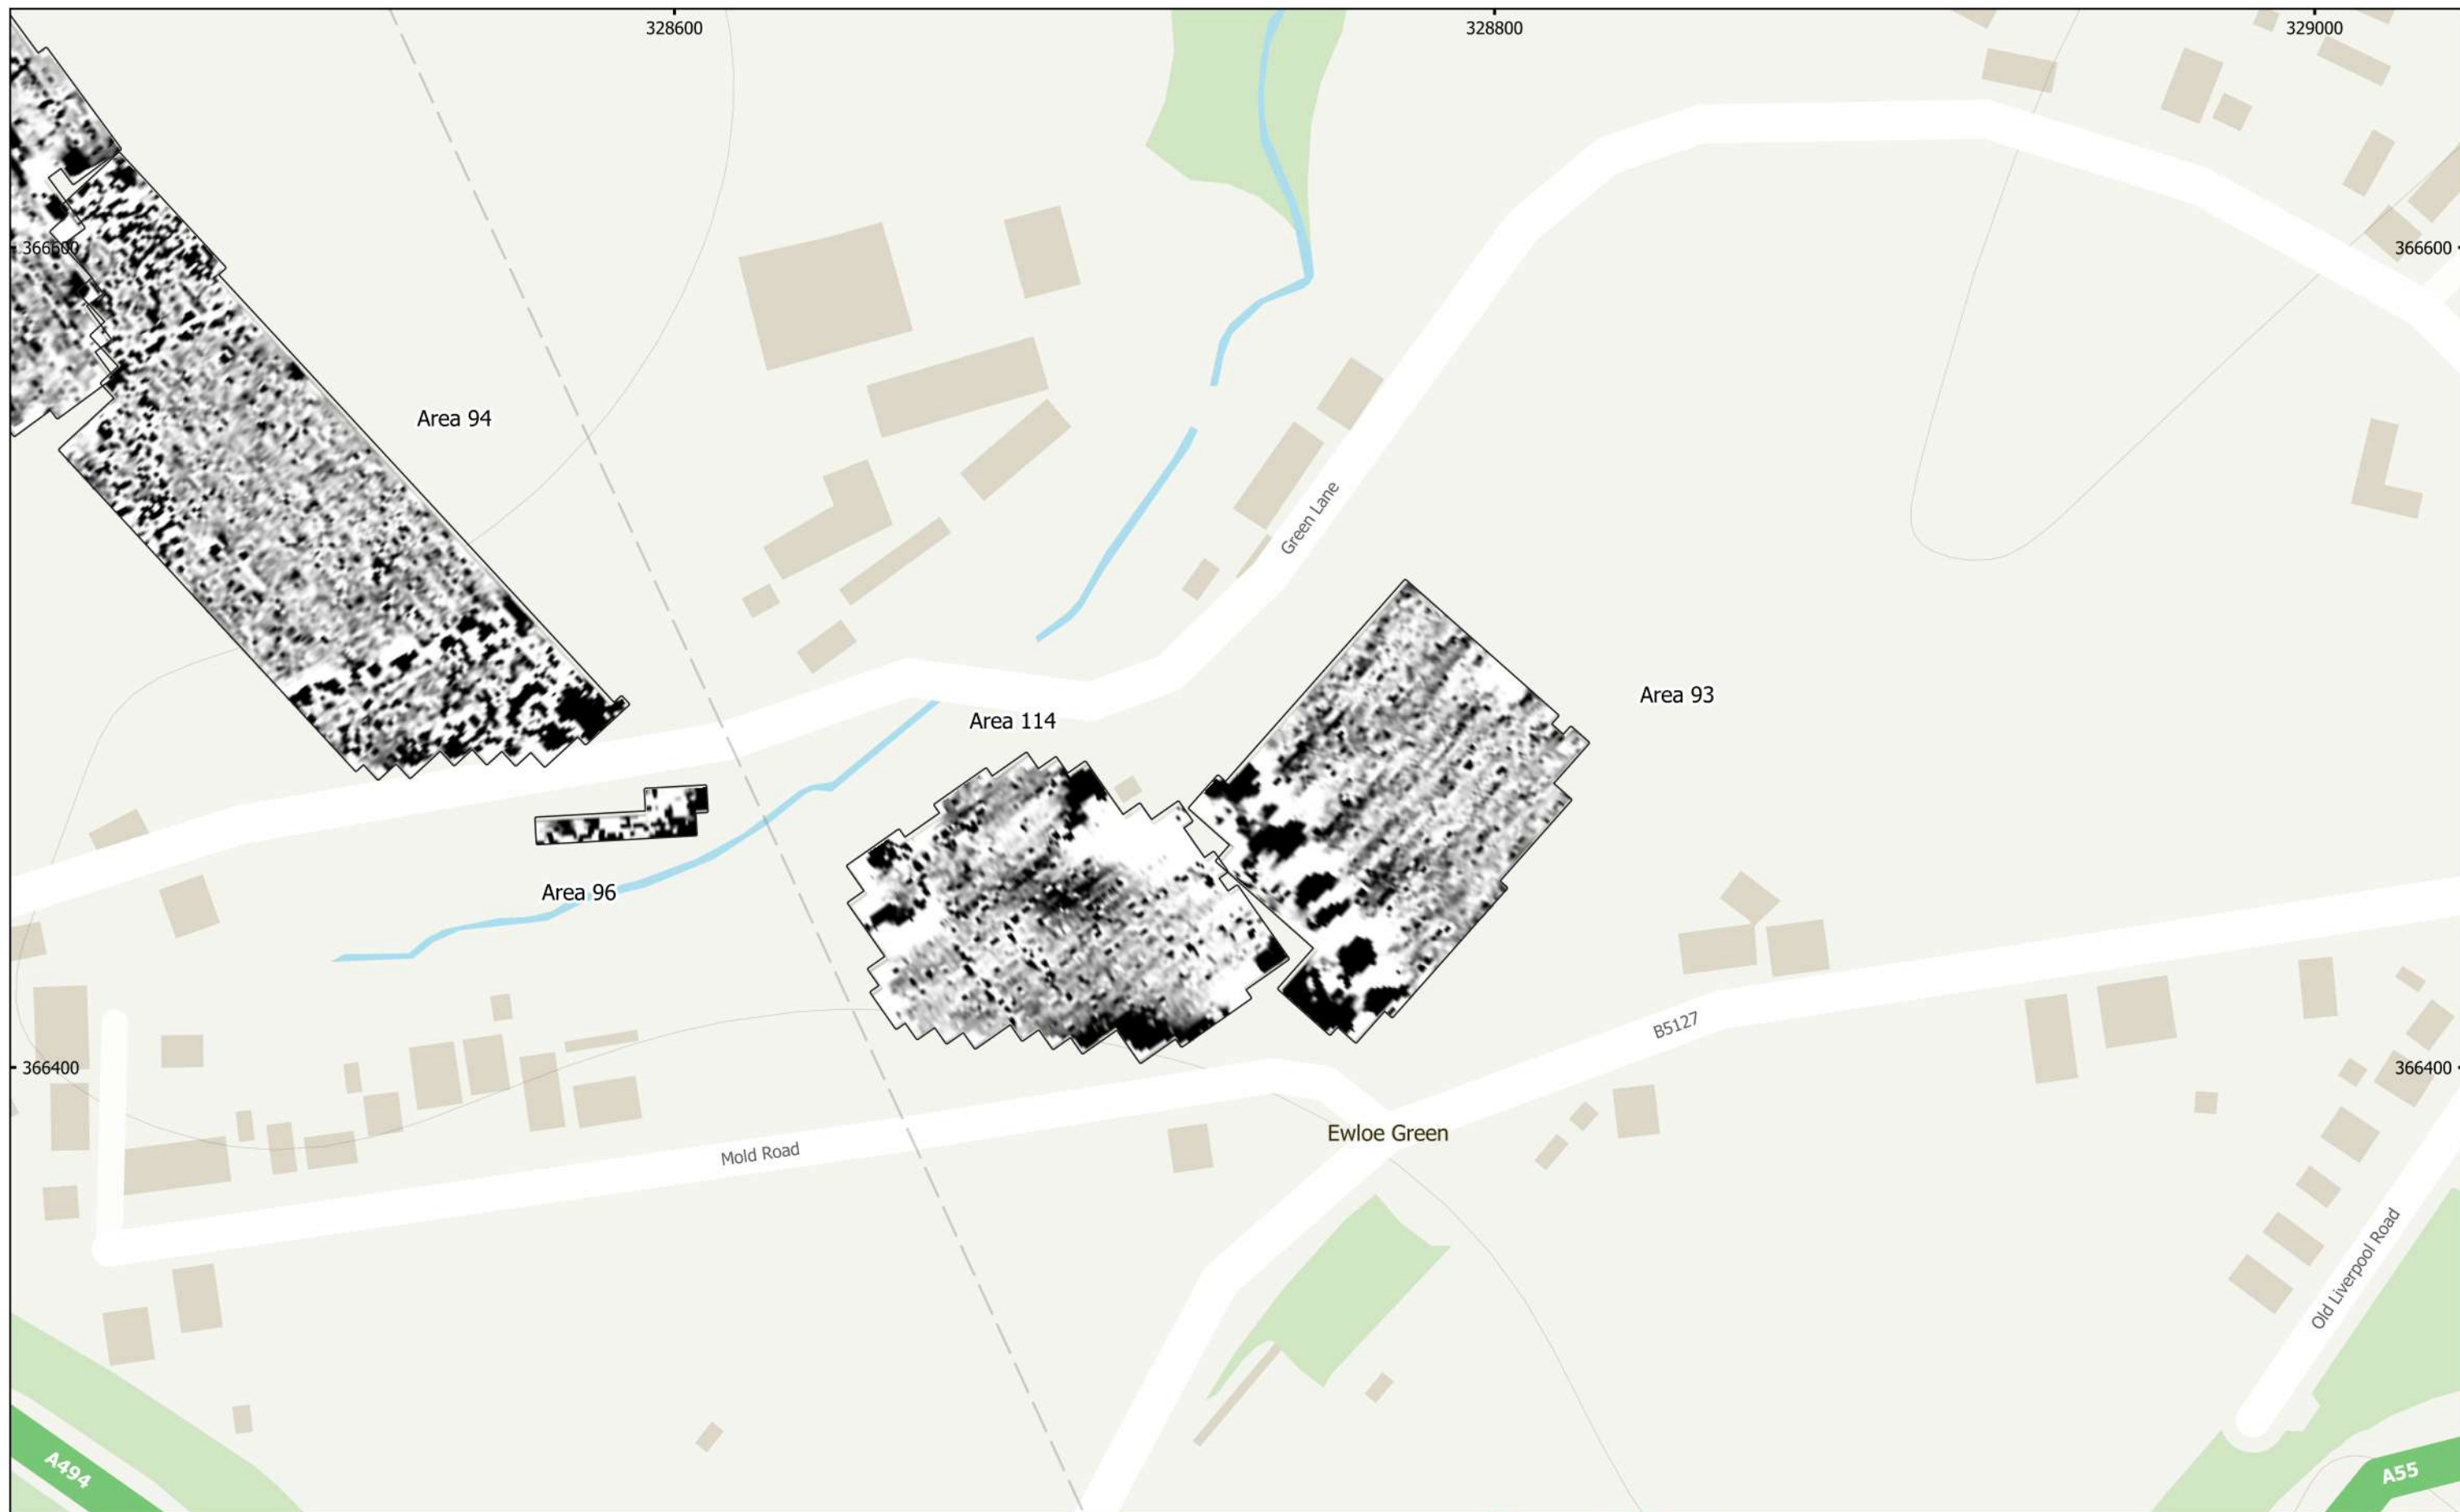 328600
328800
329000
366600
366600
Area 94
Green Lane
Area 93
Area 114
Area 96
B5127
366400
366400
Ewloe Green
Mold Road
Old Liverpool Road
A494
A55